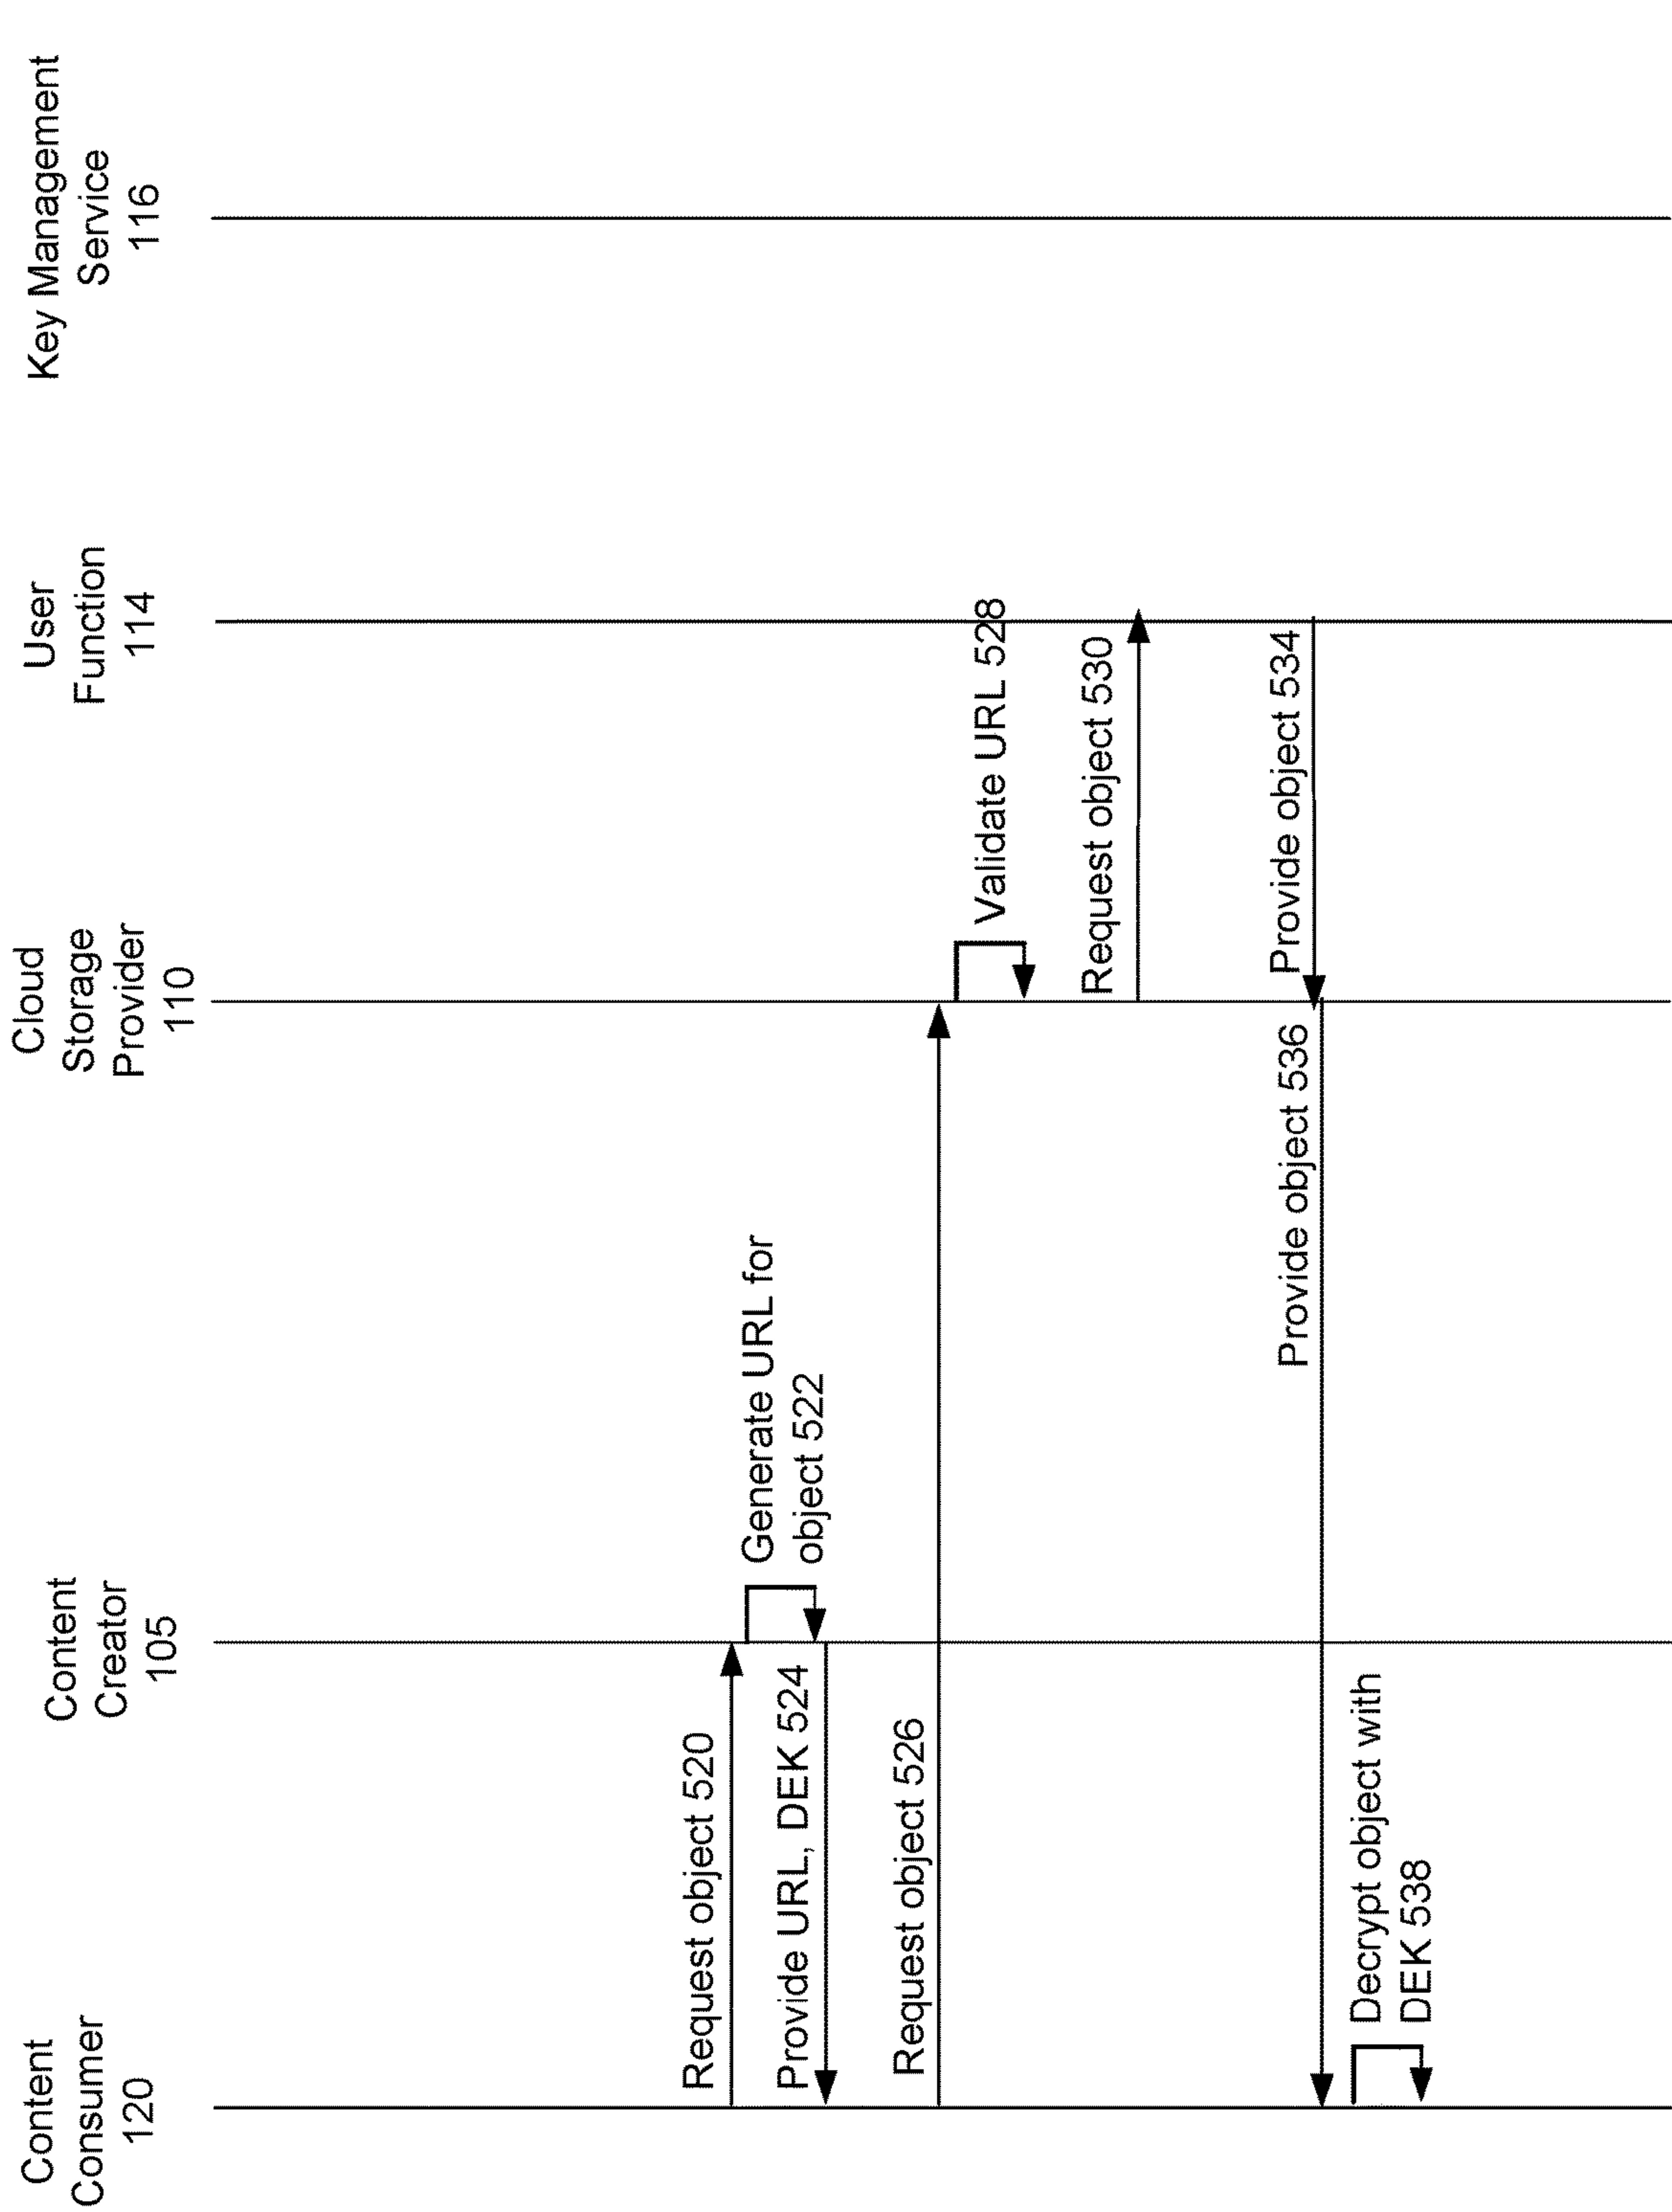 Content
Consumer
120
Content
Creator
105
Cloud
Storage
Provider
110
User
Function
114
Key Management
Service
116
Request object 520
Generate URL for
object 522
Provide URL, DEK 524
Request object 526
Validate URL 528
Request object 530
Provide object 534
Provide object 536
Decrypt object with
DEK 538